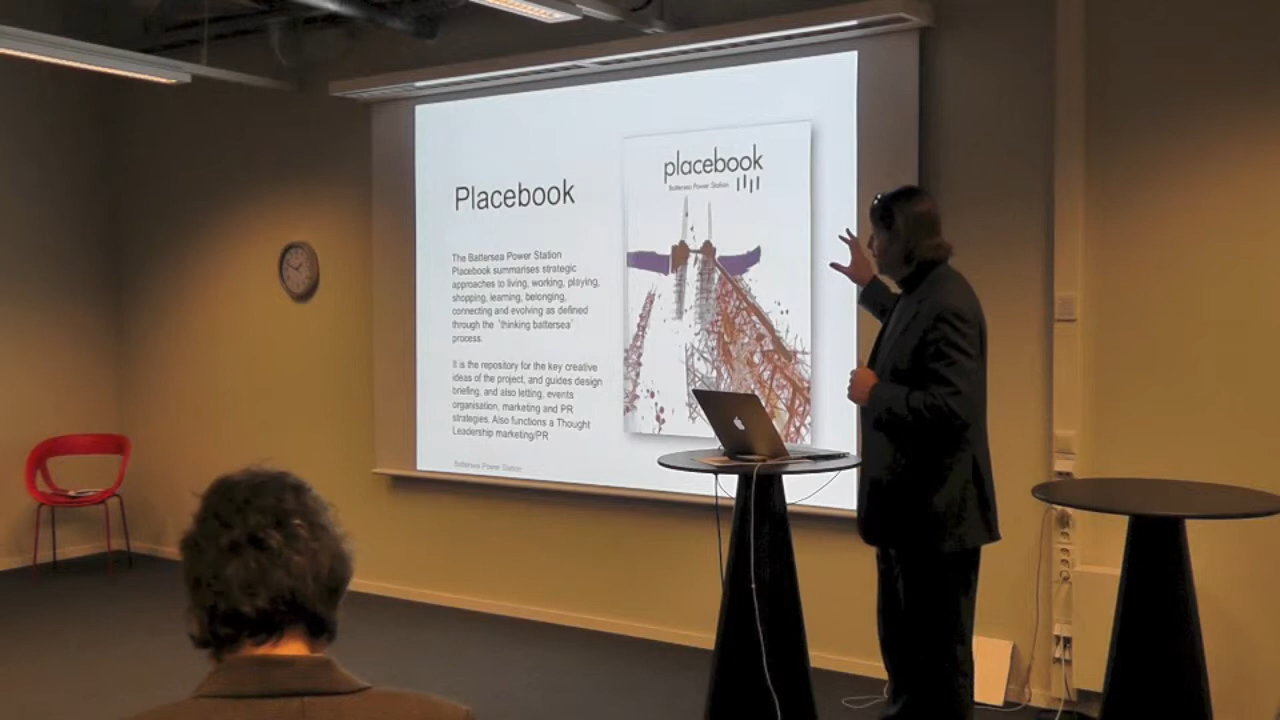 Placebook
The Battersea Power Station
Placebook summarises strategic
approaches to living, working, playing,
shopping, learning, belonging,
connecting and evolving as defined
through the 'thinking battersea'
process.
It is the repository for the key creative
ideas of the project, and guides design
briefing, and also letting, events
organisation, marketing and PR
strategies. Also functions a Thought
Leadership marketing/PR
Battersea Power Station
placebook
Battersea Power Station